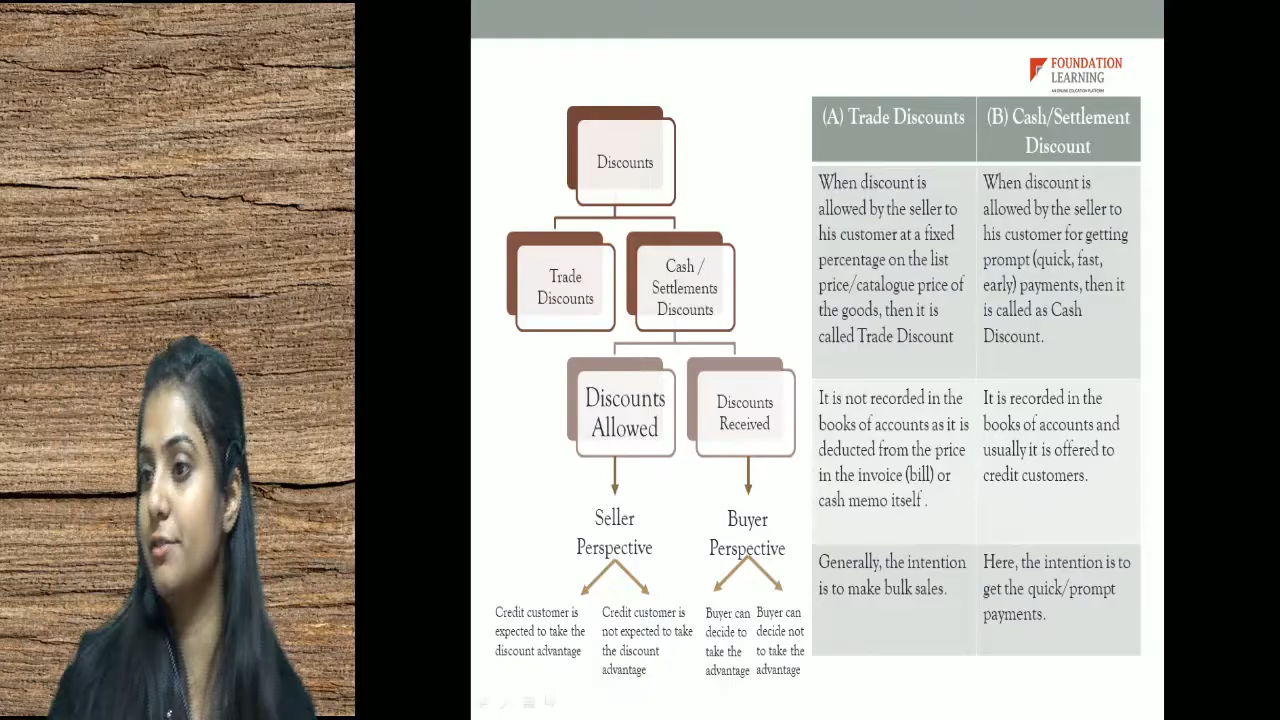 FOUNDATION
LEARNING
AN ONLINE EDUCATION PLATFORM
Discounts
Trade
Discounts
Cash /
Settlements
Discounts
Discounts
Allowed
Discounts
Received
Seller
Perspective
Buyer
Perspective
Credit customer is
expected to take the
discount advantage
Credit customer is
not expected to take
the discount
advantage
Buyer can
decide to
take the
advantage
Buyer can
decide not
to take the
advantage
(A) Trade Discounts
(B) Cash/Settlement
Discount
When discount is
allowed by the seller to
his customer at a fixed
percentage on the list
price/catalogue price of
the goods, then it is
called Trade Discount
When discount is
allowed by the seller to
his customer for getting
prompt (quick, fast,
early) payments, then it
is called as Cash
Discount.
It is not recorded in the
books of accounts as it is
deducted from the price
in the invoice (bill) or
cash memo itself .
It is recorded in the
books of accounts and
usually it is offered to
credit customers.
Generally, the intention
is to make bulk sales.
Here, the intention is to
get the quick/prompt
payments.